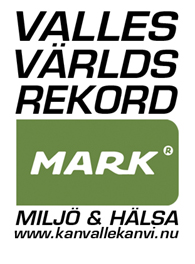 VALLES
VÄRLDS
REKORD
MARK®
MILJÖ & HÄLSA
www.kanvallekanvi.nu